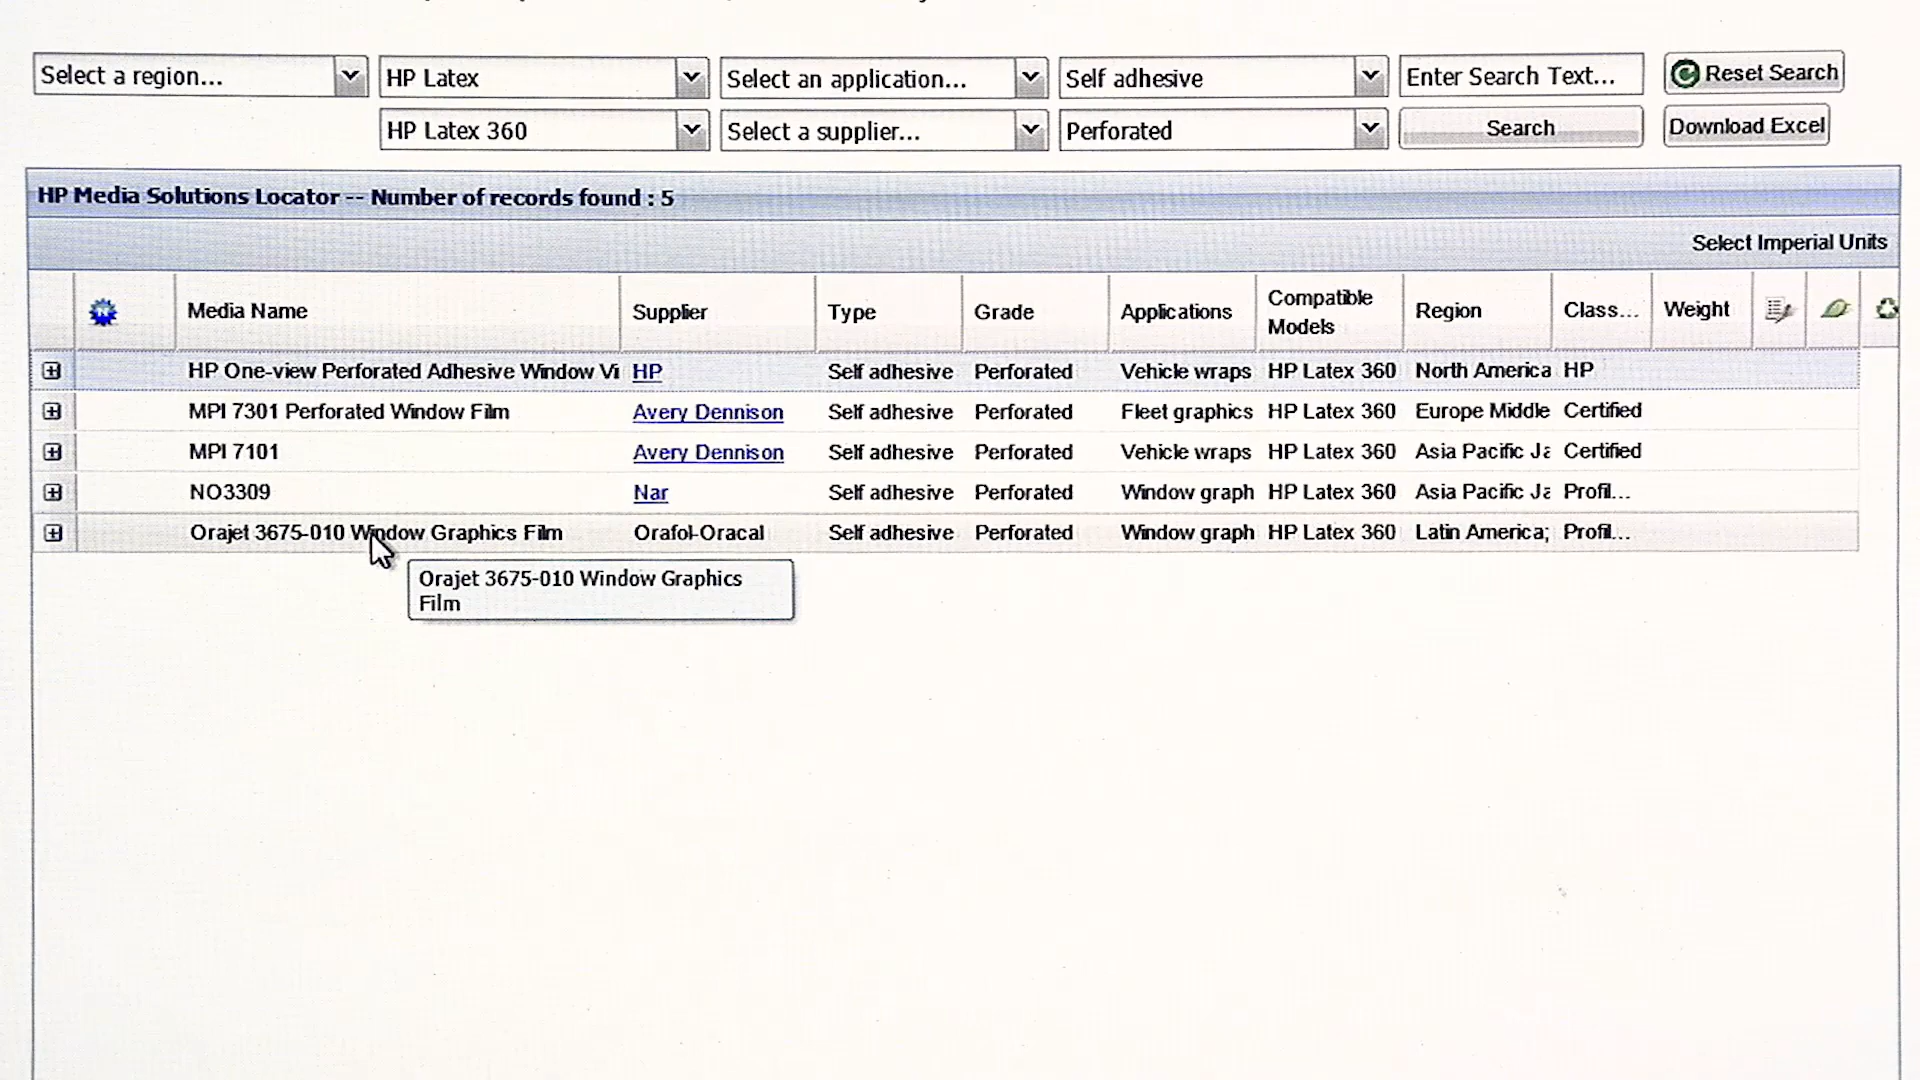 Select a region... HP Latex Select an application... Self adhesive Enter Search Text... Reset Search
HP Latex 360 Select a supplier... Perforated Search Download Excel
HP Media Solutions Locator -- Number of records found : 5
Select Imperial Units
Media Name Supplier Type Grade Applications Compatible Models Region Class... Weight
HP One-view Perforated Adhesive Window Vi HP Self adhesive Perforated Vehicle wraps HP Latex 360 North America HP
MPI 7301 Perforated Window Film Avery Dennison Self adhesive Perforated Fleet graphics HP Latex 360 Europe Middle Certified
MPI 7101 Avery Dennison Self adhesive Perforated Vehicle wraps HP Latex 360 Asia Pacific Ja Certified
NO3309 Nar Self adhesive Perforated Window graph HP Latex 360 Asia Pacific Ja Profil...
Orajet 3675-010 Window Graphics Film Orafol-Oracal Self adhesive Perforated Window graph HP Latex 360 Latin America; Profil...
Orajet 3675-010 Window Graphics
Film